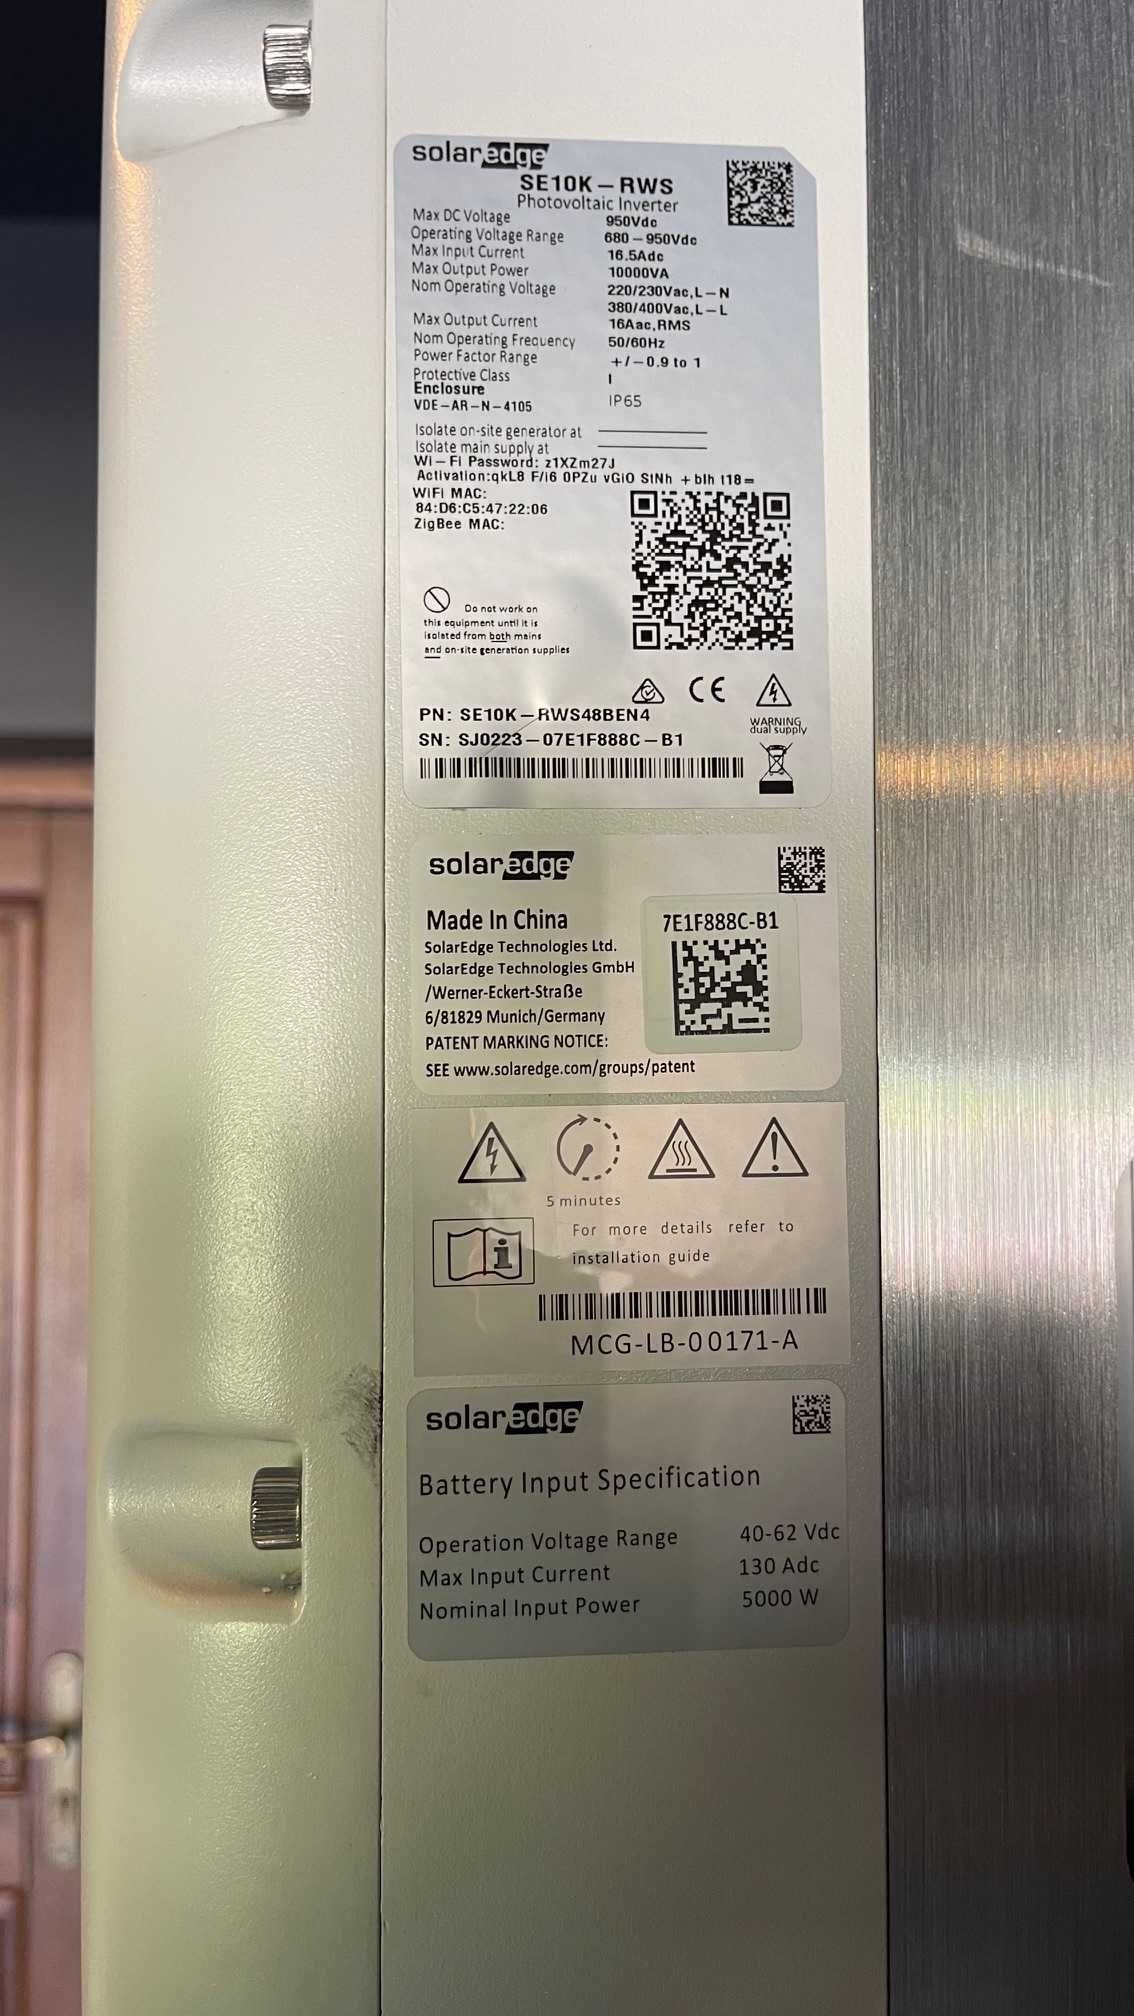 solaredge
SE10K-RWS
Photovoltaic Inverter
Max DC Voltage 950Vdc
Operating Voltage Range 680-950Vdc
Max Input Current 16.5Adc
Max Output Power 10000VA
Nom Operating Voltage 220/230Vac,L-N
380/400Vac,L-L
Max Output Current 16Aac,RMS
Nom Operating Frequency 50/60Hz
Power Factor Range +/-0.9 to 1
Protective Class I
Enclosure IP65
VDE-AR-N-4105
Isolate on-site generator at
Isolate main supply at
Wi-Fi Password: z1XZm27J
Activation:qkL8 F/i6 0PZu vGiO StNh +bIh
WiFi MAC:
84:D6:C5:47:22:06
ZigBee MAC:
Do not work on
this equipment until it is
isolated from both mains
and on-site generation supplies
CE
WARNING
dual supply
PN: SE10K-RWS48BEN4
SN: SJ0223-07E1F888C-B1
solaredge
Made In China
7E1F888C-B1
SolarEdge Technologies Ltd.
SolarEdge Technologies GmbH
/Werner-Eckert-Straße
6/81829 Munich/Germany
PATENT MARKING NOTICE:
SEE www.solaredge.com/groups/patent
5 minutes
For more details refer to
installation guide
MCG-LB-00171-A
solaredge
Battery Input Specification
Operation Voltage Range 40-62 Vdc
Max Input Current 130 Adc
Nominal Input Power 5000 W